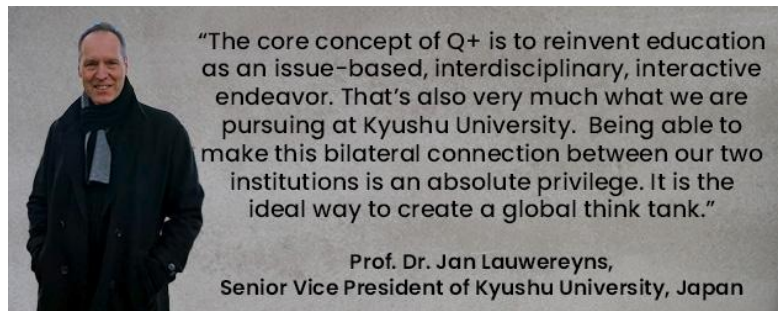 “The core concept of Q+ is to reinvent education
as an issue-based, interdisciplinary, interactive
endeavor. That’s also very much what we are
pursuing at Kyushu University.  Being able to
make this bilateral connection between our two
institutions is an absolute privilege. It is the
ideal way to create a global think tank.”
Prof. Dr. Jan Lauwereyns,
Senior Vice President of Kyushu University, Japan